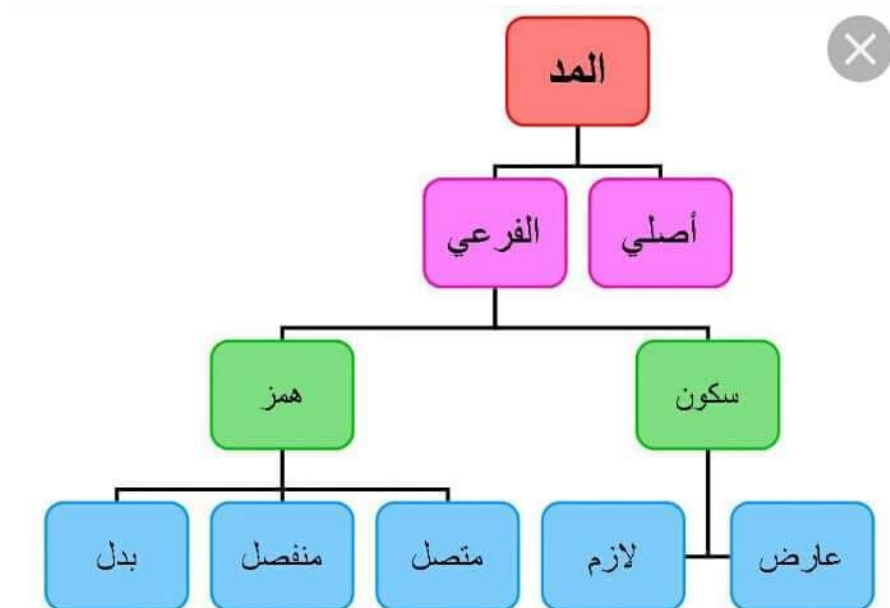 المد
أصلي
الفرعي
سكون
همز
عارض
لازم
متصل
منفصل
بدل